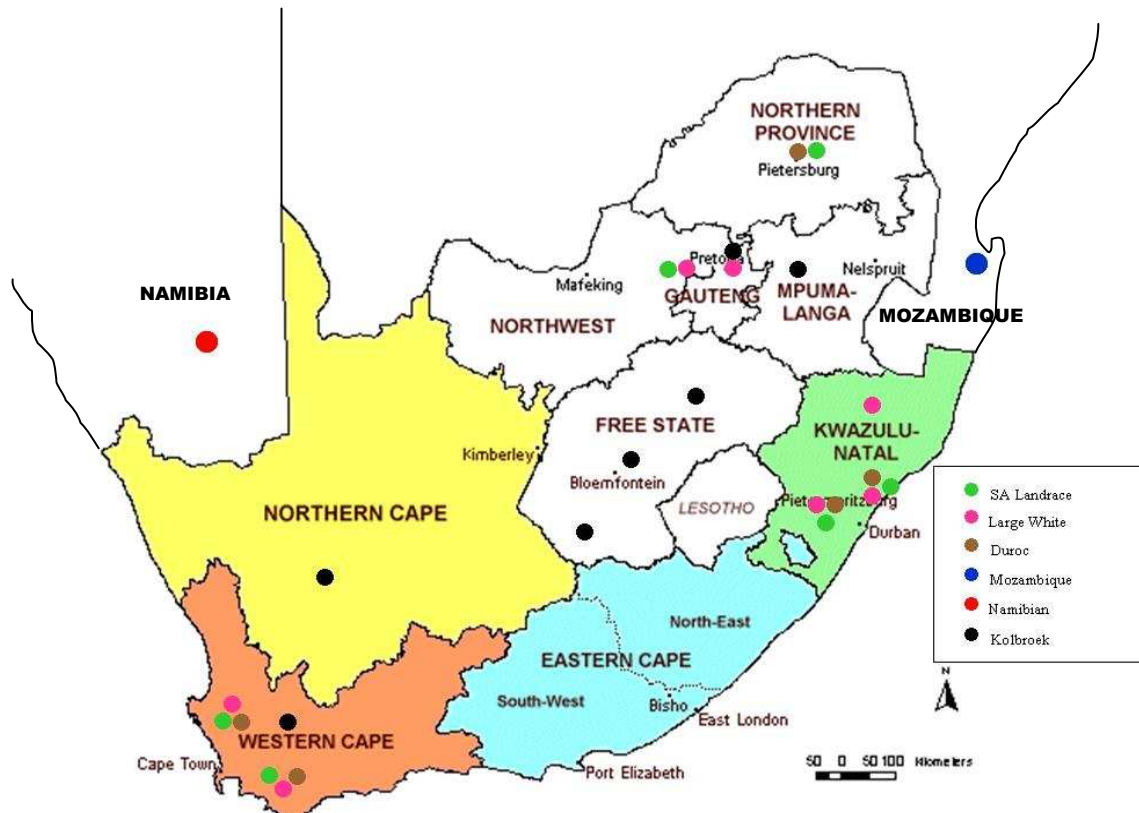 NORTHERN
PROVINCE
Pietersburg
Pretoria
Nelspruit
Mafeking
NAMIBIA
GAUTENG
MPUMA-
LANGA
MOZAMBIQUE
NORTHWEST
FREE STATE
KWAZULU-
NATAL
Kimberley
Bloemfontein
LESOTHO
Pietermaritzburg
Durban
NORTHERN CAPE
North-East
EASTERN CAPE
South-West
Bisho
East London
WESTERN CAPE
Cape Town
Port Elizabeth
SA Landrace
Large White
Duroc
Mozambique
Namibian
Kolbroek
N
50 0 50 100 Kilometers